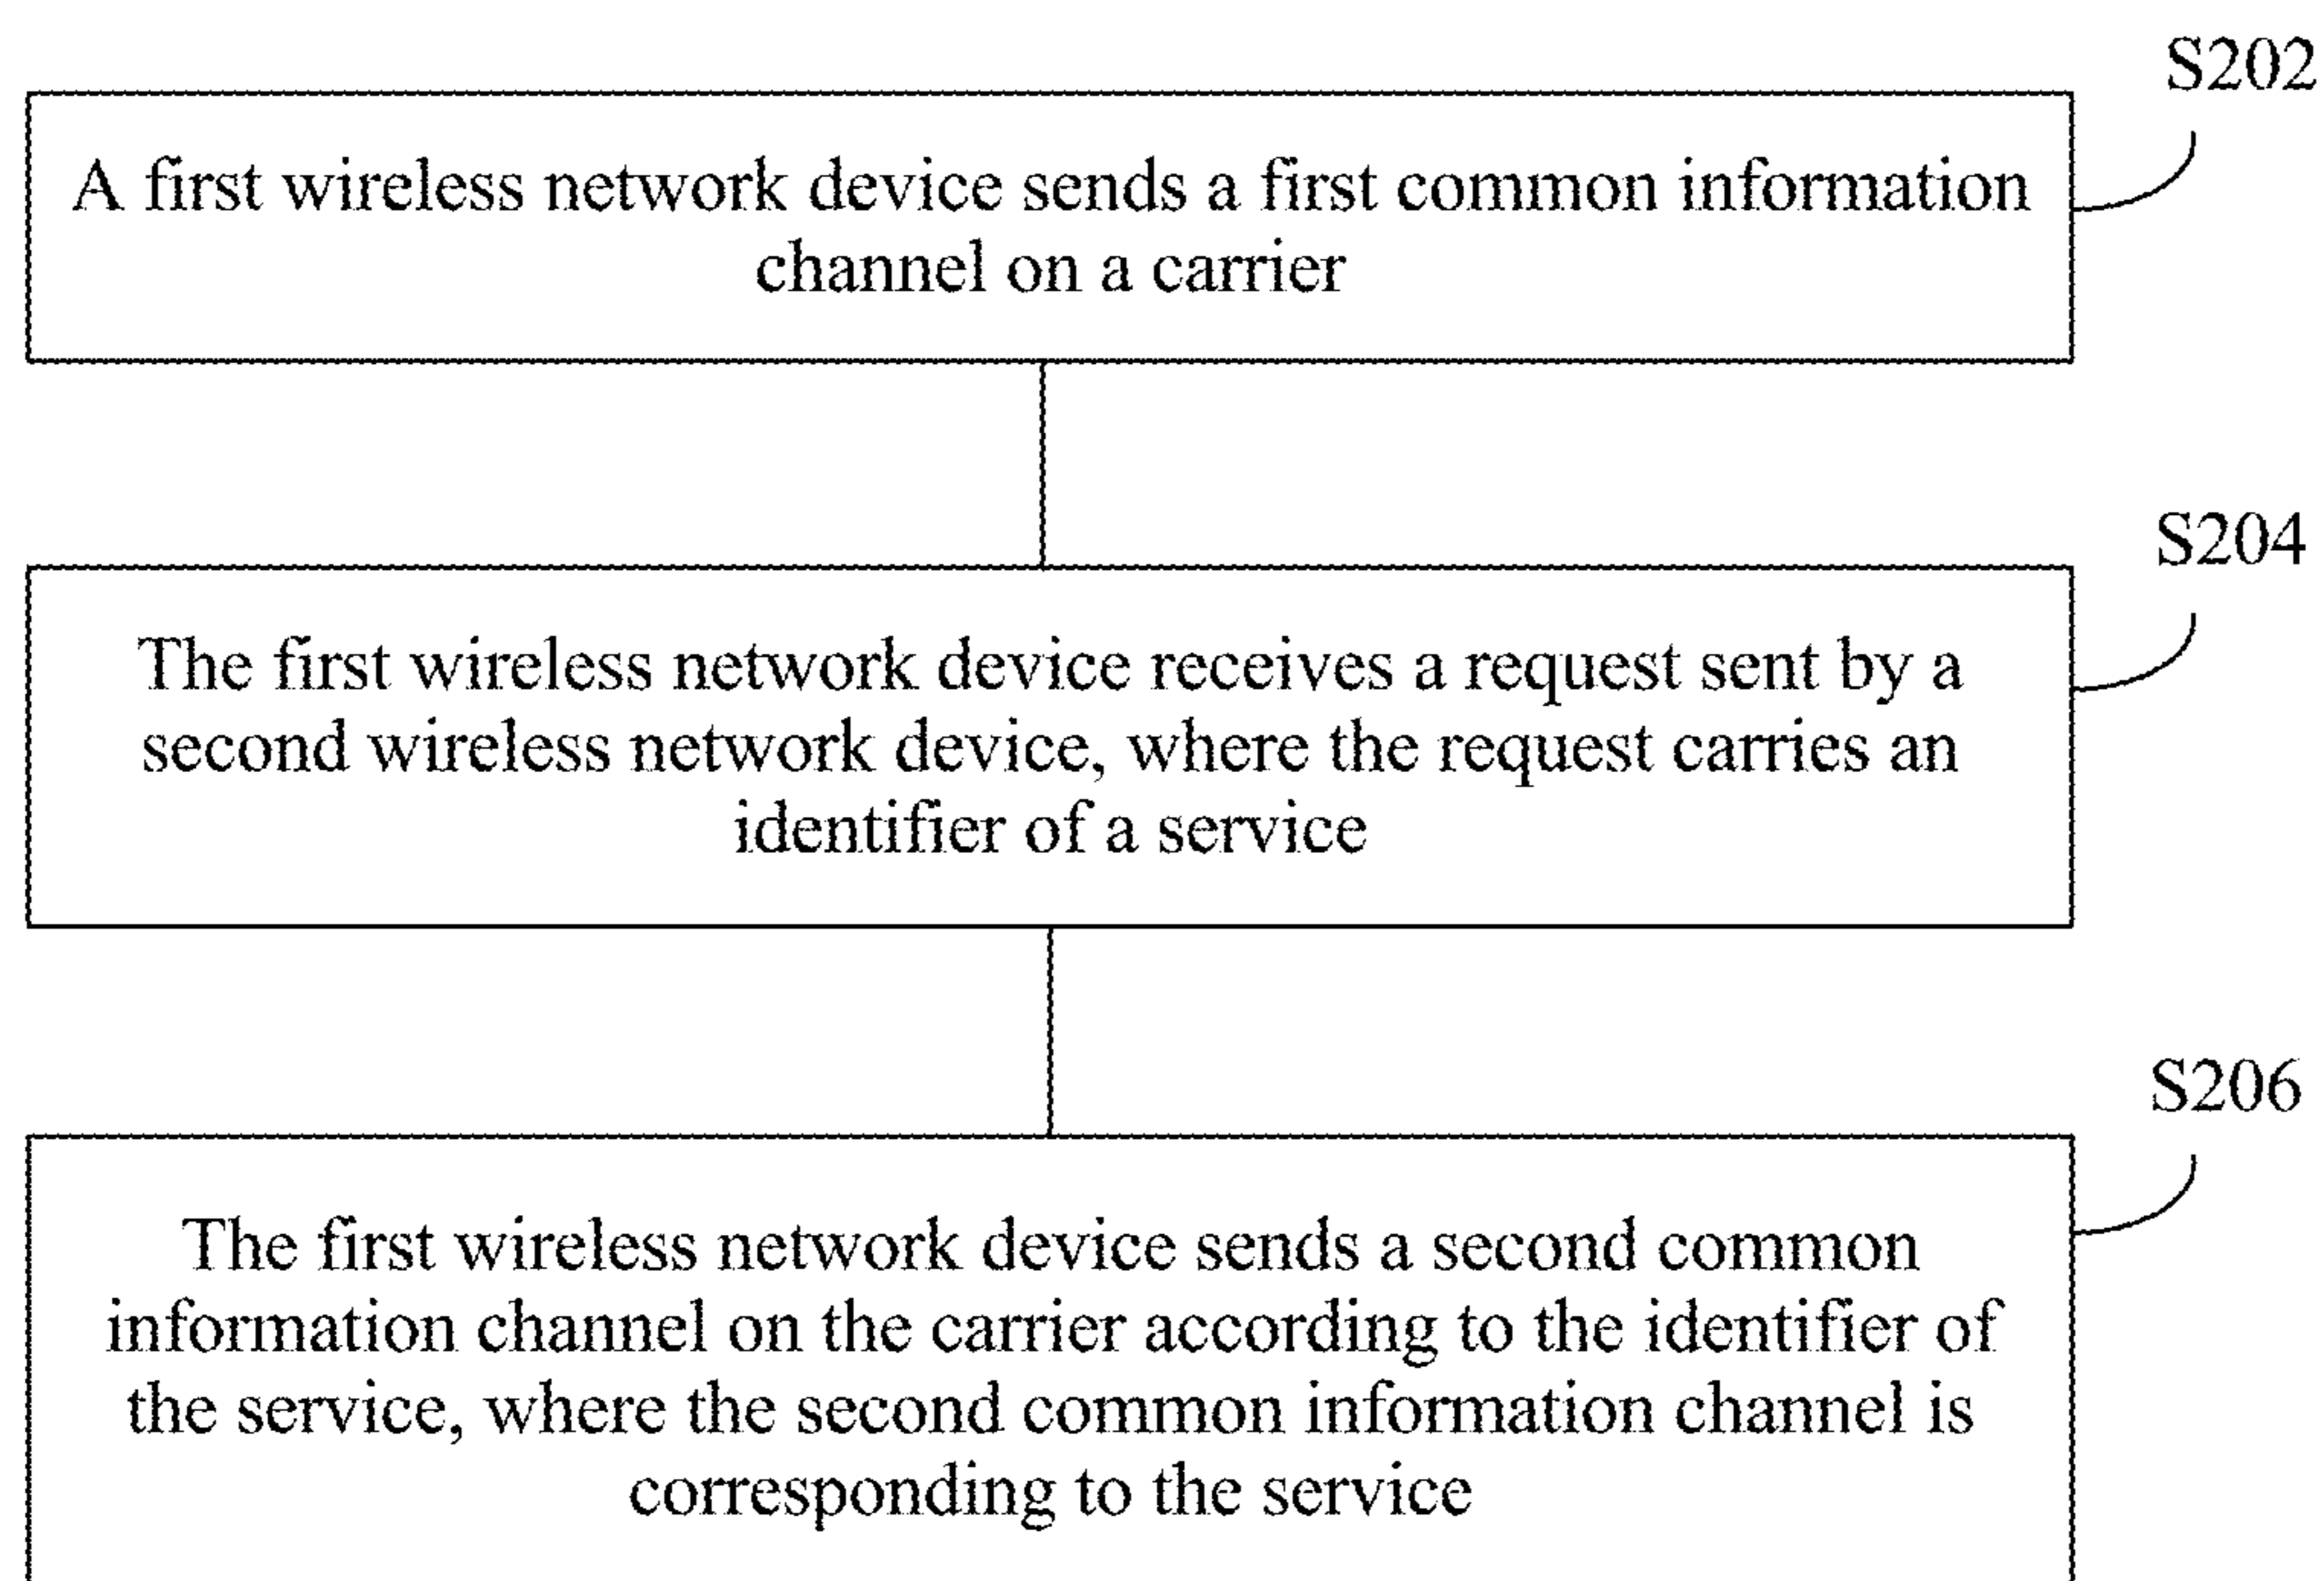 S202
A first wireless network device sends a first common information
channel on a carrier
S204
The first wireless network device receives a request sent by a
second wireless network device, where the request carries an
identifier of a service
S206
The first wireless network device sends a second common
information channel on the carrier according to the identifier of
the service, where the second common information channel is
corresponding to the service